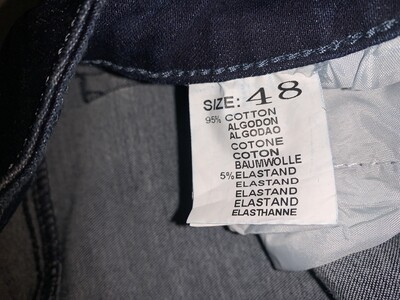 SIZE: 48
95% COTTON
ALGODON
ALGODAO
COTONE
COTON
BAUMWOLLE
5% ELASTAND
ELASTAND
ELASTAND
ELASTAND
ELASTHANNE